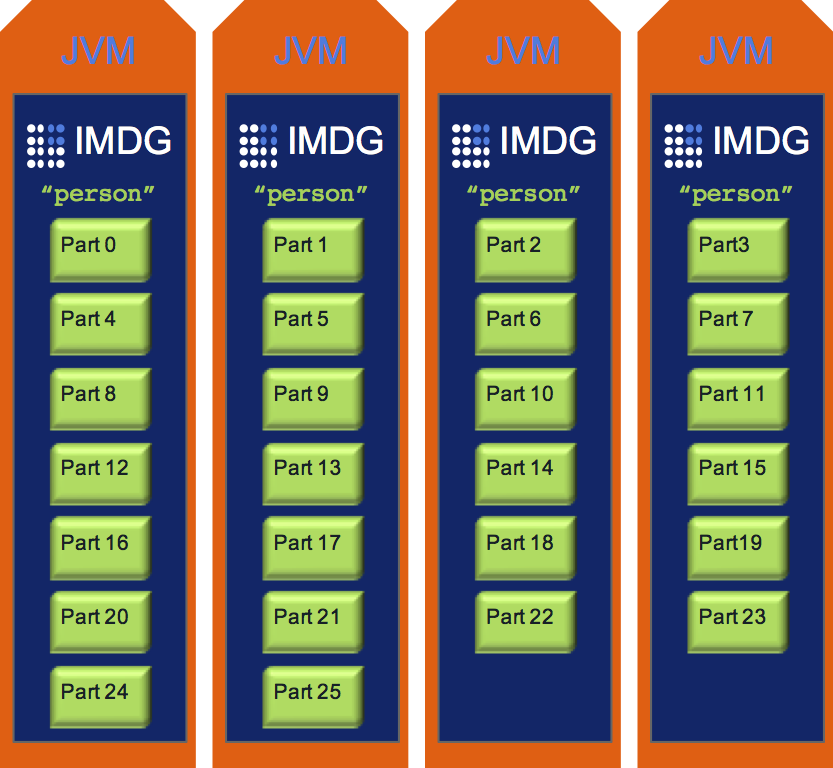 JVM
IMDG
“person”
Part 0
Part 4
Part 8
Part 12
Part 16
Part 20
Part 24
JVM
IMDG
“person”
Part 1
Part 5
Part 9
Part 13
Part 17
Part 21
Part 25
JVM
IMDG
“person”
Part 2
Part 6
Part 10
Part 14
Part 18
Part 22
JVM
IMDG
“person”
Part3
Part 7
Part 11
Part 15
Part19
Part 23